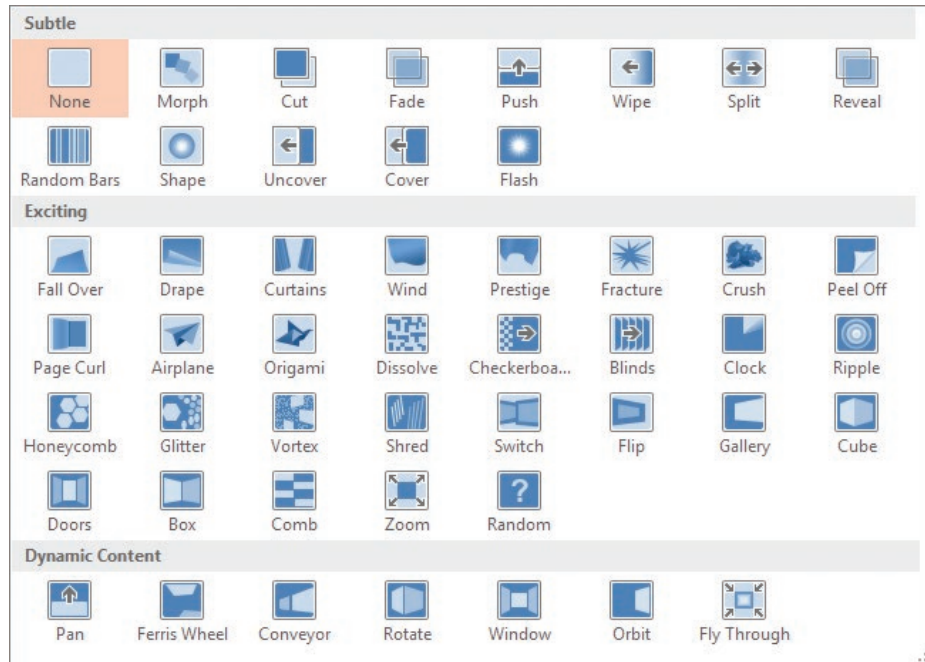 Subtle
None Morph Cut Fade Push Wipe Split Reveal
Random Bars Shape Uncover Cover Flash
Exciting
Fall Over Drape Curtains Wind Prestige Fracture Crush Peel Off
Page Curl Airplane Origami Dissolve Checkerboa... Blinds Clock Ripple
Honeycomb Glitter Vortex Shred Switch Flip Gallery Cube
?
Doors Box Comb Zoom Random
Dynamic Content
Pan Ferris Wheel Conveyor Rotate Window Orbit Fly Through